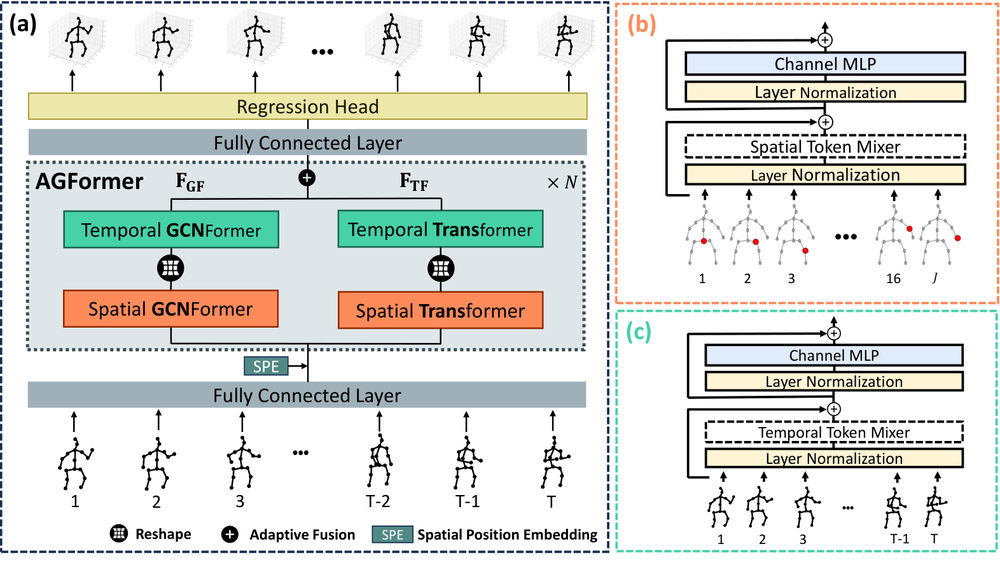 (a)
Regression Head
Fully Connected Layer
AGFormer
F_GF
F_TF
× N
Temporal GCNFormer
Temporal Transformer
Spatial GCNFormer
Spatial Transformer
SPE
Fully Connected Layer
1 2 3 T-2 T-1 T
Reshape
Adaptive Fusion
SPE Spatial Position Embedding
(b)
Channel MLP
Layer Normalization
Spatial Token Mixer
Layer Normalization
1 2 3 16 J
(c)
Channel MLP
Layer Normalization
Temporal Token Mixer
Layer Normalization
1 2 3 T-1 T